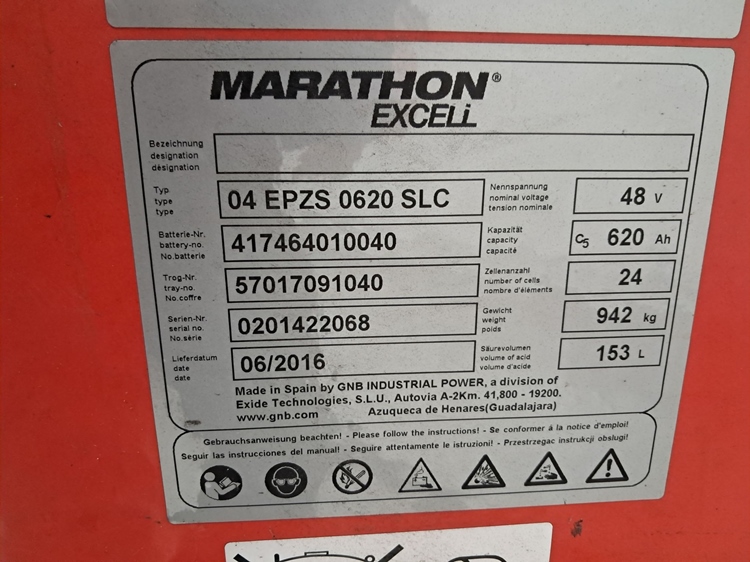 MARATHON®
EXCELL
Bezeichnung
designation
désignation
Typ
type
type
04 EPZS 0620 SLC
Nennspannung
nominal voltage
tension nominale
48 V
Batterie-Nr.
battery-no.
No.batterie
417464010040
Kapazität
capacity
capacité
C5 620 Ah
Trog-Nr.
tray-no.
No.coffre
57017091040
Zellenanzahl
number of cells
nombre d'éléments
24
Serien-Nr.
serial no.
No.série
0201422068
Gewicht
weight
poids
942 kg
Lieferdatum
date
date
06/2016
Säurevolumen
volume of acid
volume d'acide
153 L
Made in Spain by GNB INDUSTRIAL POWER, a division of
Exide Technologies, S.L.U., Autovia A-2Km. 41,800 - 19200.
www.gnb.com Azuqueca de Henares(Guadalajara)
Gebrauchsanweisung beachten! - Please follow the instructions! - Se conformer á la notice d'emploi!
Seguir las instrucciones del manual! - Seguire attentamente le istruzioni! - Przestrzegac instrukcji obslugi!